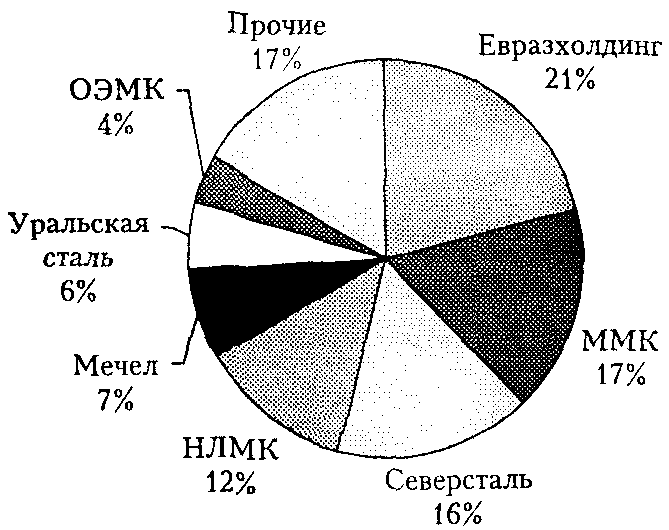 Прочие
17%
Евразхолдинг
21%
ОЭМК
4%
Уральская
сталь
6%
ММК
17%
Мечел
7%
НЛМК
12%
Северсталь
16%